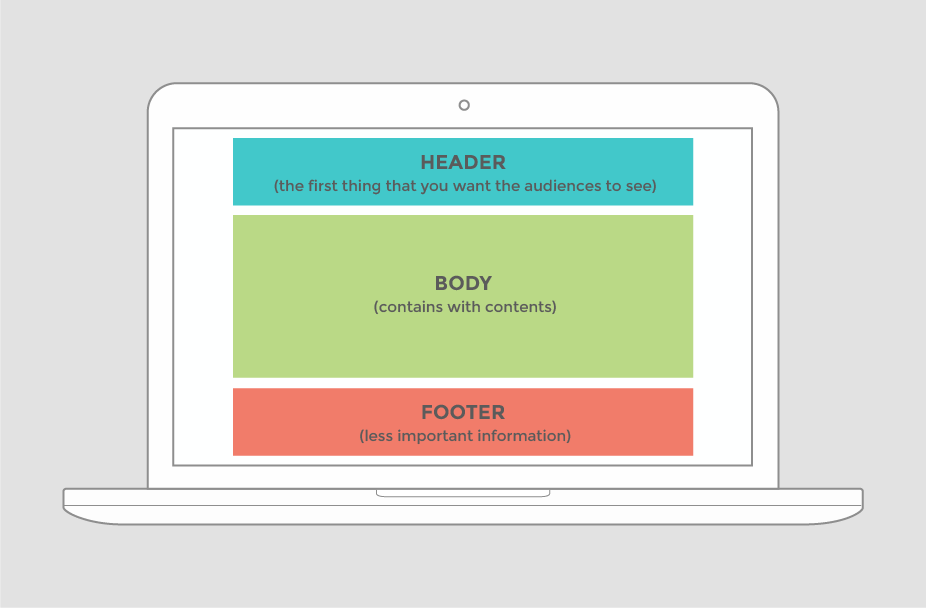 HEADER
(the first thing that you want the audiences to see)
BODY
(contains with contents)
FOOTER
(less important information)